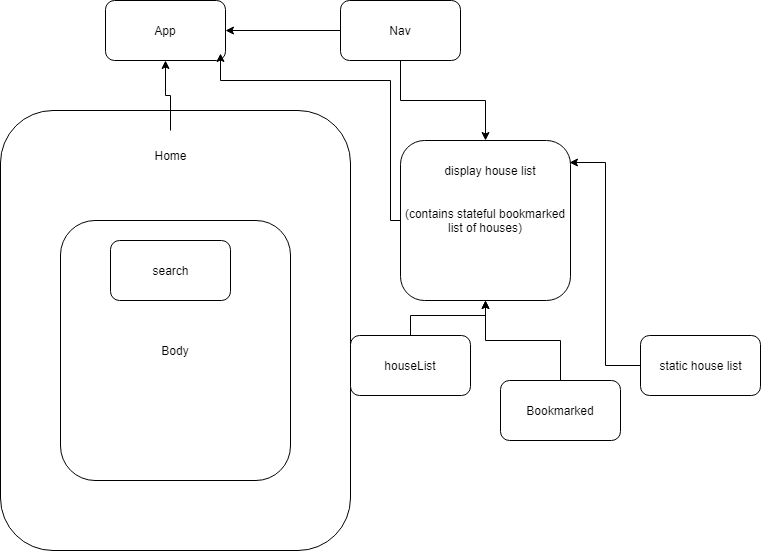 App
Nav
Home
display house list
(contains stateful bookmarked
list of houses)
search
Body
houseList
static house list
Bookmarked